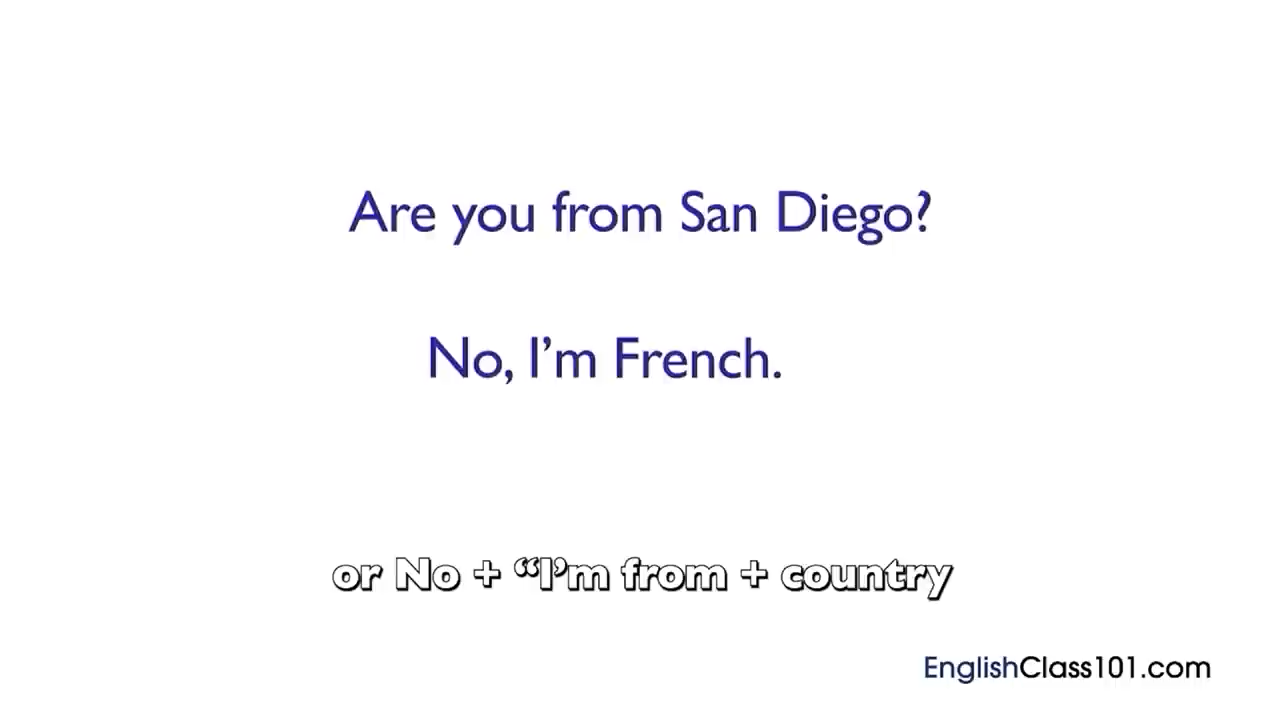 Are you from San Diego?
No, I’m French.
or No + “I’m from + country
EnglishClass101.com